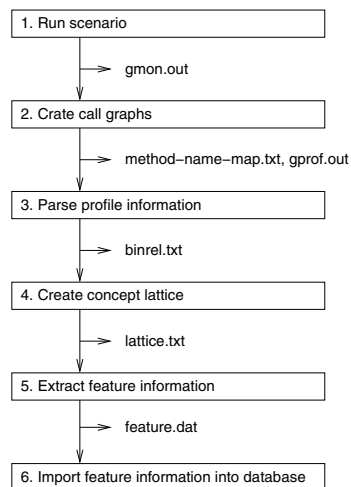 1. Run scenario
gmon.out
2. Crate call graphs
method−name−map.txt, gprof.out
3. Parse profile information
binrel.txt
4. Create concept lattice
lattice.txt
5. Extract feature information
feature.dat
6. Import feature information into database